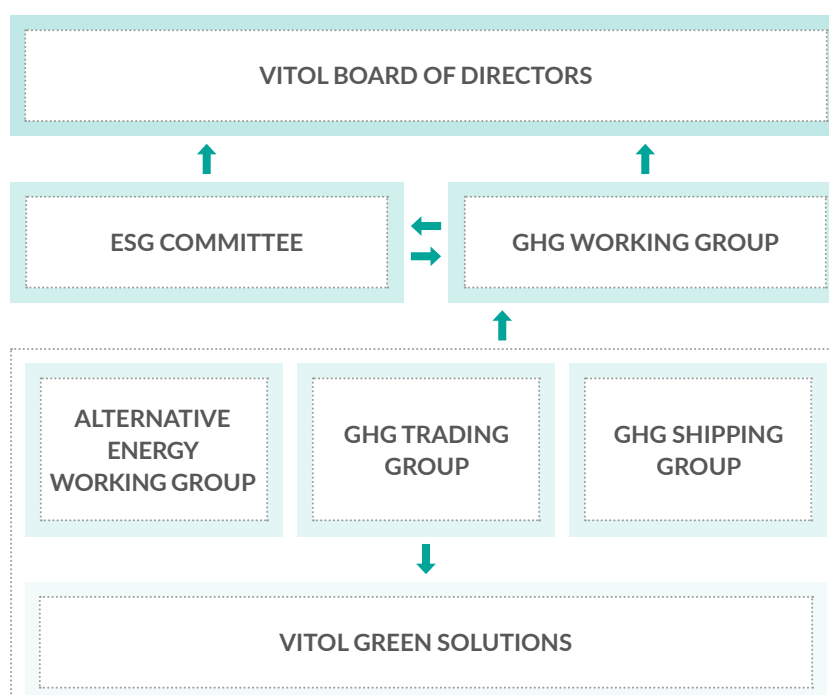 VITOL BOARD OF DIRECTORS
ESG COMMITTEE
GHG WORKING GROUP
ALTERNATIVE
ENERGY
WORKING GROUP
GHG TRADING
GROUP
GHG SHIPPING
GROUP
VITOL GREEN SOLUTIONS